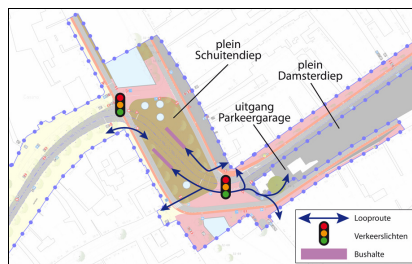 plein
Schuitendiep
plein
Damsterdiep
uitgang
Parkeergarage
Looproute
Verkeerslichten
Bushalte